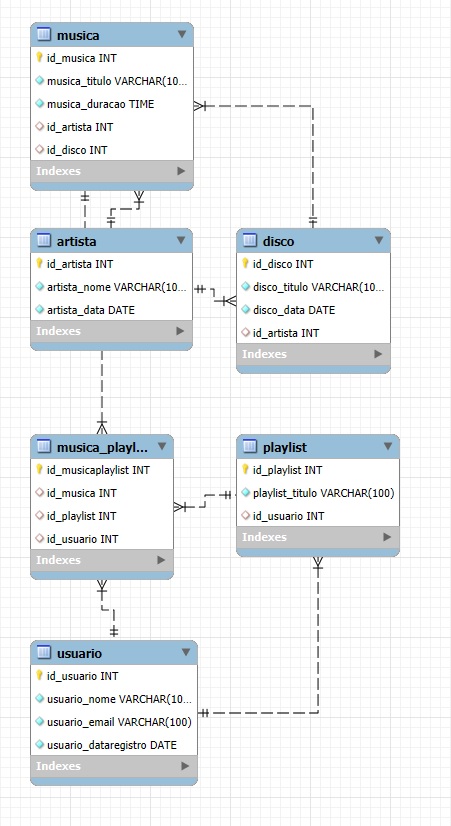 musica
id_musica INT
musica_titulo VARCHAR(10...
musica_duracao TIME
id_artista INT
id_disco INT
Indexes
artista
id_artista INT
artista_nome VARCHAR(10...
artista_data DATE
Indexes
disco
id_disco INT
disco_titulo VARCHAR(10...
disco_data DATE
id_artista INT
Indexes
musica_playl...
id_musicaplaylist INT
id_musica INT
id_playlist INT
id_usuario INT
Indexes
playlist
id_playlist INT
playlist_titulo VARCHAR(100)
id_usuario INT
Indexes
usuario
id_usuario INT
usuario_nome VARCHAR(10...
usuario_email VARCHAR(100)
usuario_dataregistro DATE
Indexes